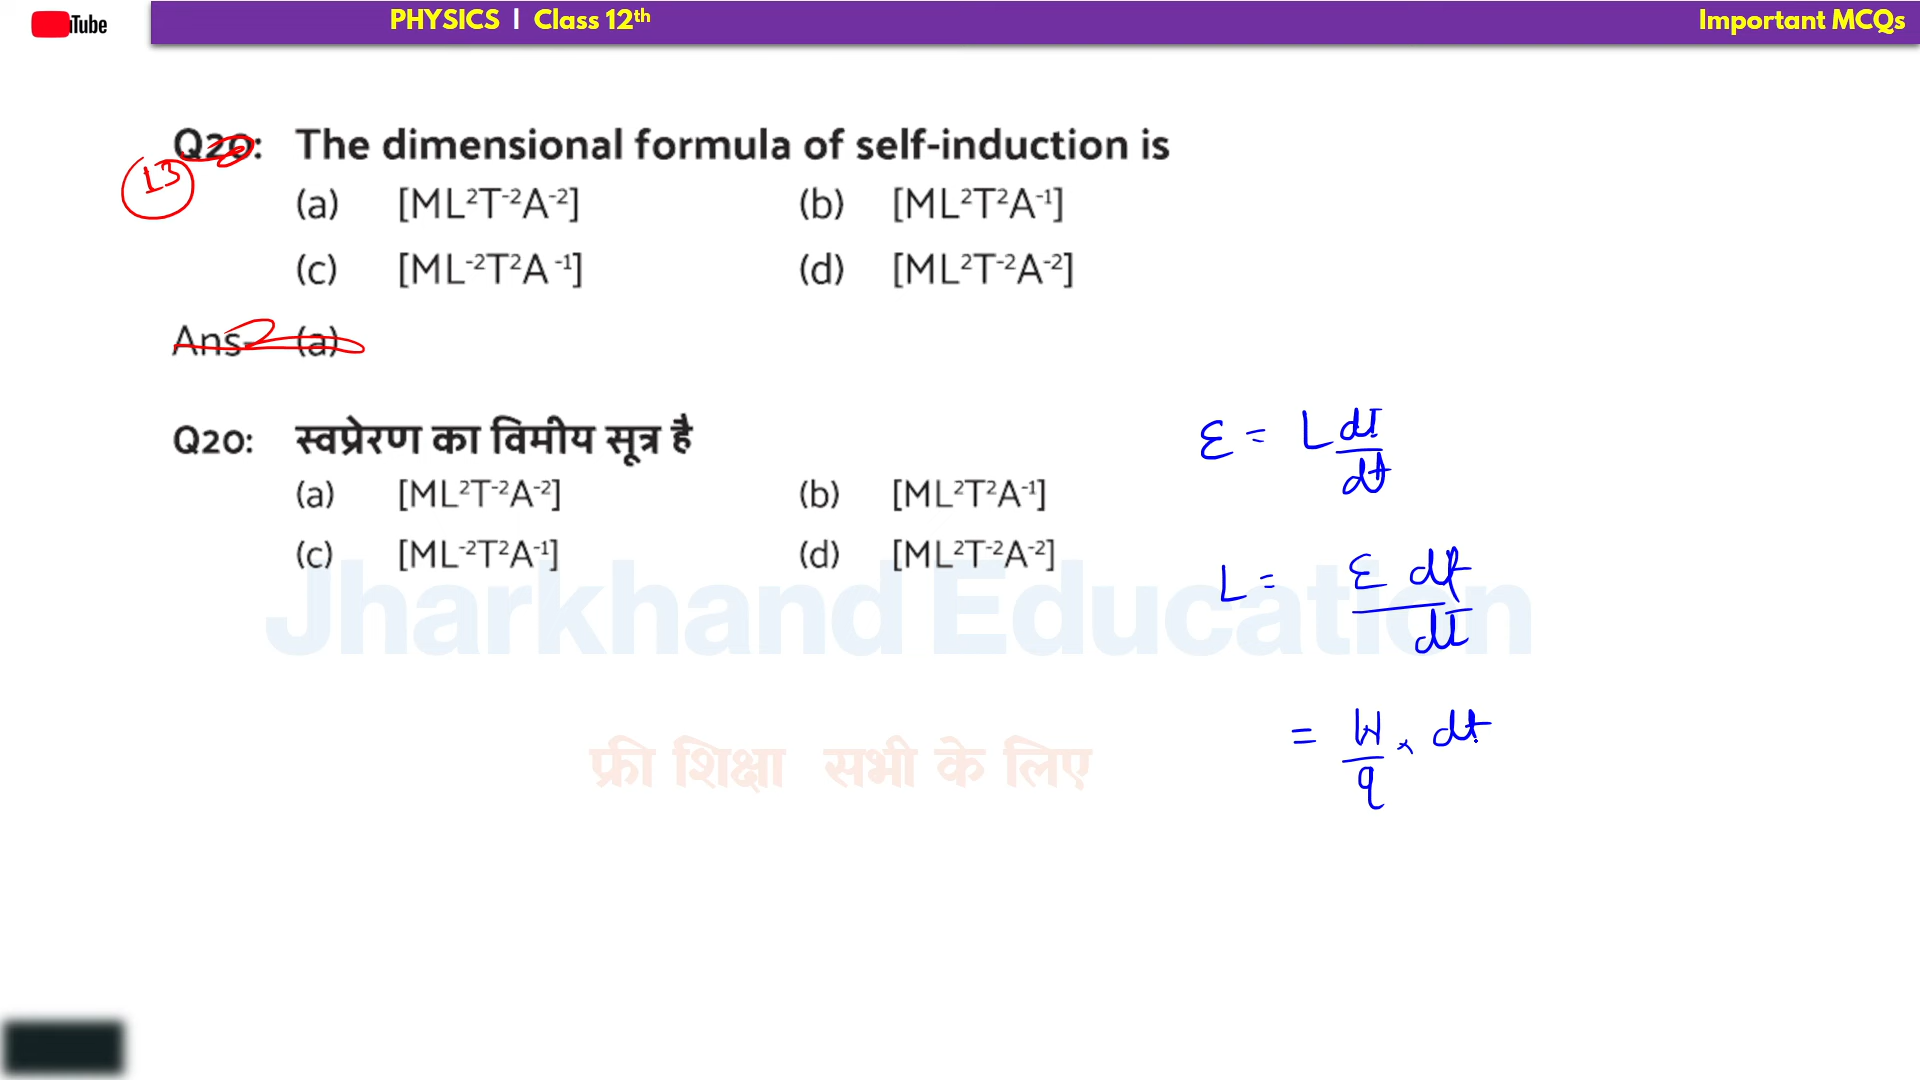 Tube PHYSICS | Class 12th Important MCQs
Q20: The dimensional formula of self-induction is
13
(a) [ML²T⁻²A⁻²] (b) [ML²T²A⁻¹]
(c) [ML⁻²T²A⁻¹] (d) [ML²T⁻²A⁻²]
Ans- (a)
Q20: स्वप्रेरण का विमीय सूत्र है
(a) [ML²T⁻²A⁻²] (b) [ML²T²A⁻¹]
(c) [ML⁻²T²A⁻¹] (d) [ML²T⁻²A⁻²]
ε = L dI/dt
L = ε dt/dI
= W/q × dt
Jharkhand Education
फ्री शिक्षा सभी के लिए